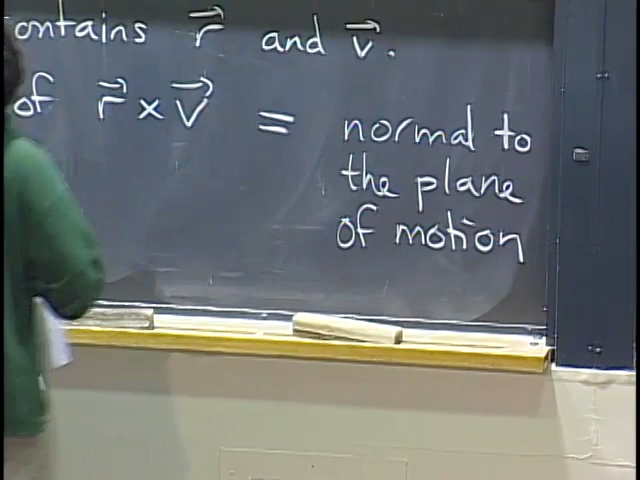 ontains r⃗ and v⃗.
of r⃗ × v⃗ = normal to
the plane
of motion